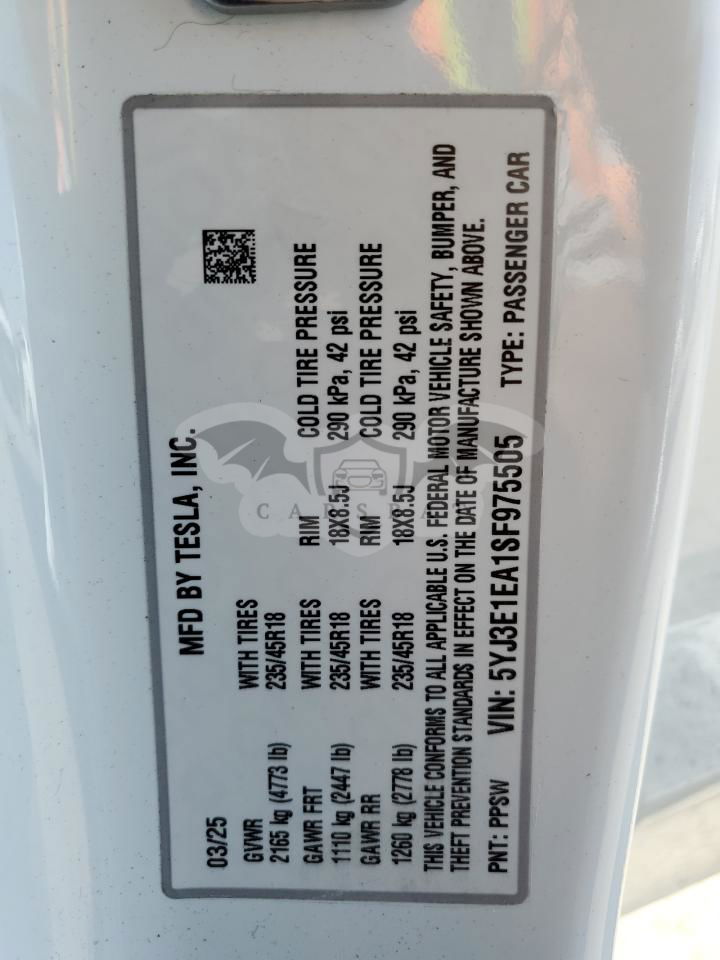 MFD BY TESLA, INC.
03/25
GVWR WITH TIRES
2165 kg (4773 lb) 235/45R18
GAWR FRT WITH TIRES RIM COLD TIRE PRESSURE
1110 kg (2447 lb) 235/45R18 18X8.5J 290 kPa, 42 psi
GAWR RR WITH TIRES RIM COLD TIRE PRESSURE
1260 kg (2778 lb) 235/45R18 18X8.5J 290 kPa, 42 psi
THIS VEHICLE CONFORMS TO ALL APPLICABLE U.S. FEDERAL MOTOR VEHICLE SAFETY, BUMPER, AND
THEFT PREVENTION STANDARDS IN EFFECT ON THE DATE OF MANUFACTURE SHOWN ABOVE.
PNT: PPSW VIN: 5YJ3E1EA1SF975505 TYPE: PASSENGER CAR